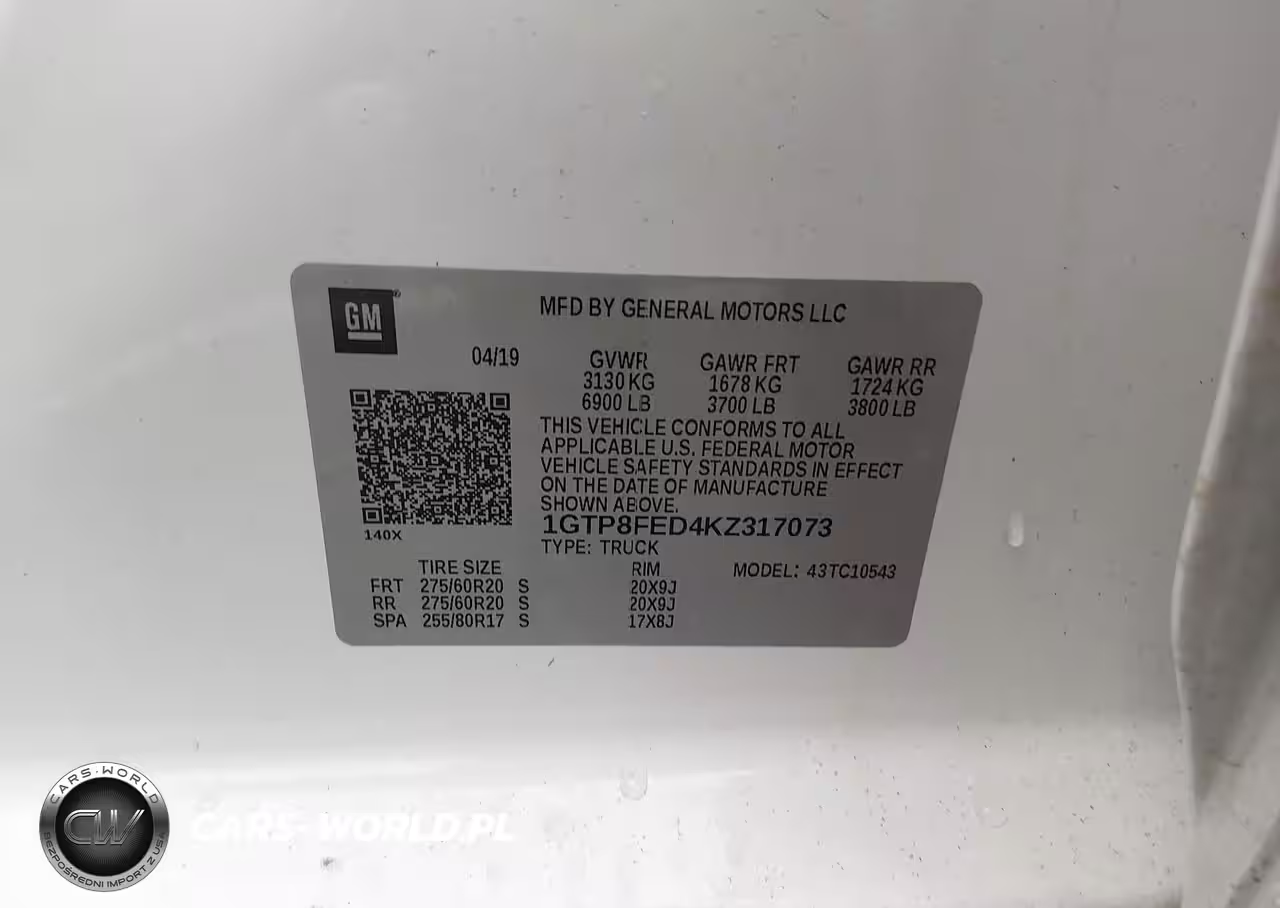 GM
MFD BY GENERAL MOTORS LLC
04/19 GVWR GAWR FRT GAWR RR
3130 KG 1678 KG 1724 KG
6900 LB 3700 LB 3800 LB
THIS VEHICLE CONFORMS TO ALL
APPLICABLE U.S. FEDERAL MOTOR
VEHICLE SAFETY STANDARDS IN EFFECT
ON THE DATE OF MANUFACTURE
SHOWN ABOVE.
1GTP8FED4KZ317073
140X
TYPE: TRUCK
TIRE SIZE RIM MODEL: 43TC10543
FRT 275/60R20 S 20X9J
RR 275/60R20 S 20X9J
SPA 255/80R17 S 17X8J
CARS-WORLD
CW
BEZPOŚREDNI IMPORT Z USA
CARS-WORLD.PL